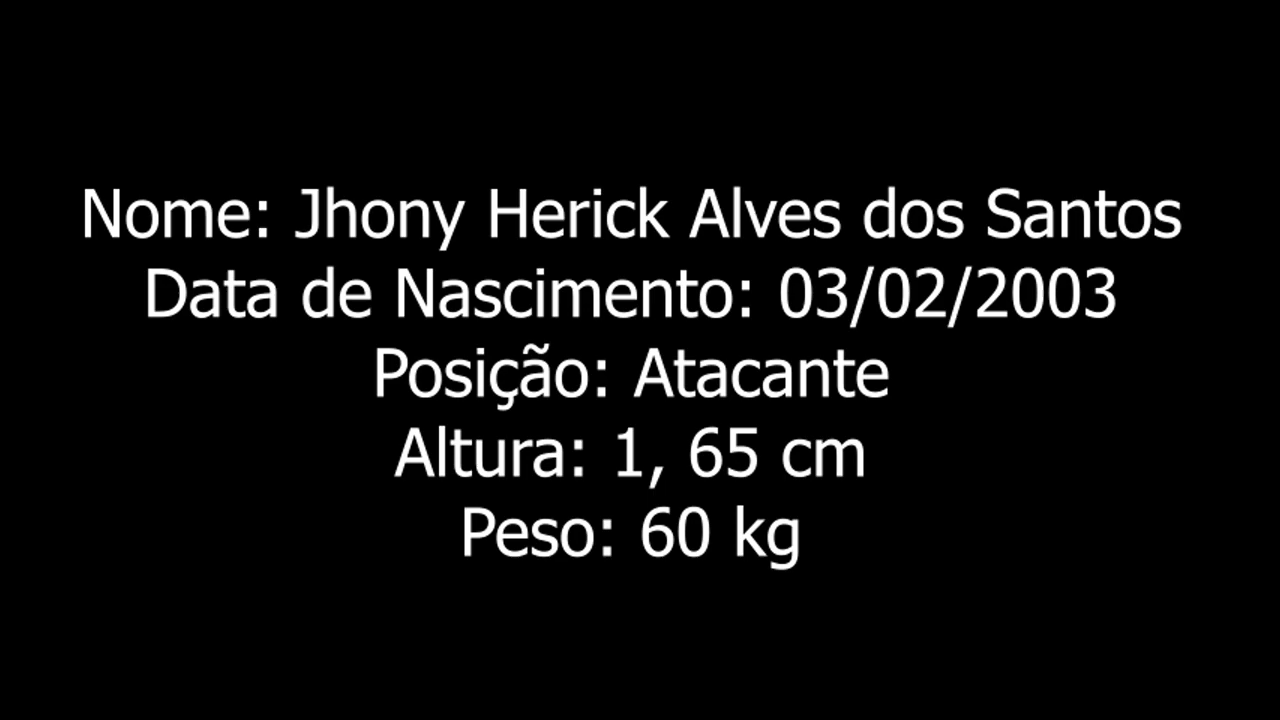 Nome: Jhony Herick Alves dos Santos
Data de Nascimento: 03/02/2003
Posição: Atacante
Altura: 1, 65 cm
Peso: 60 kg